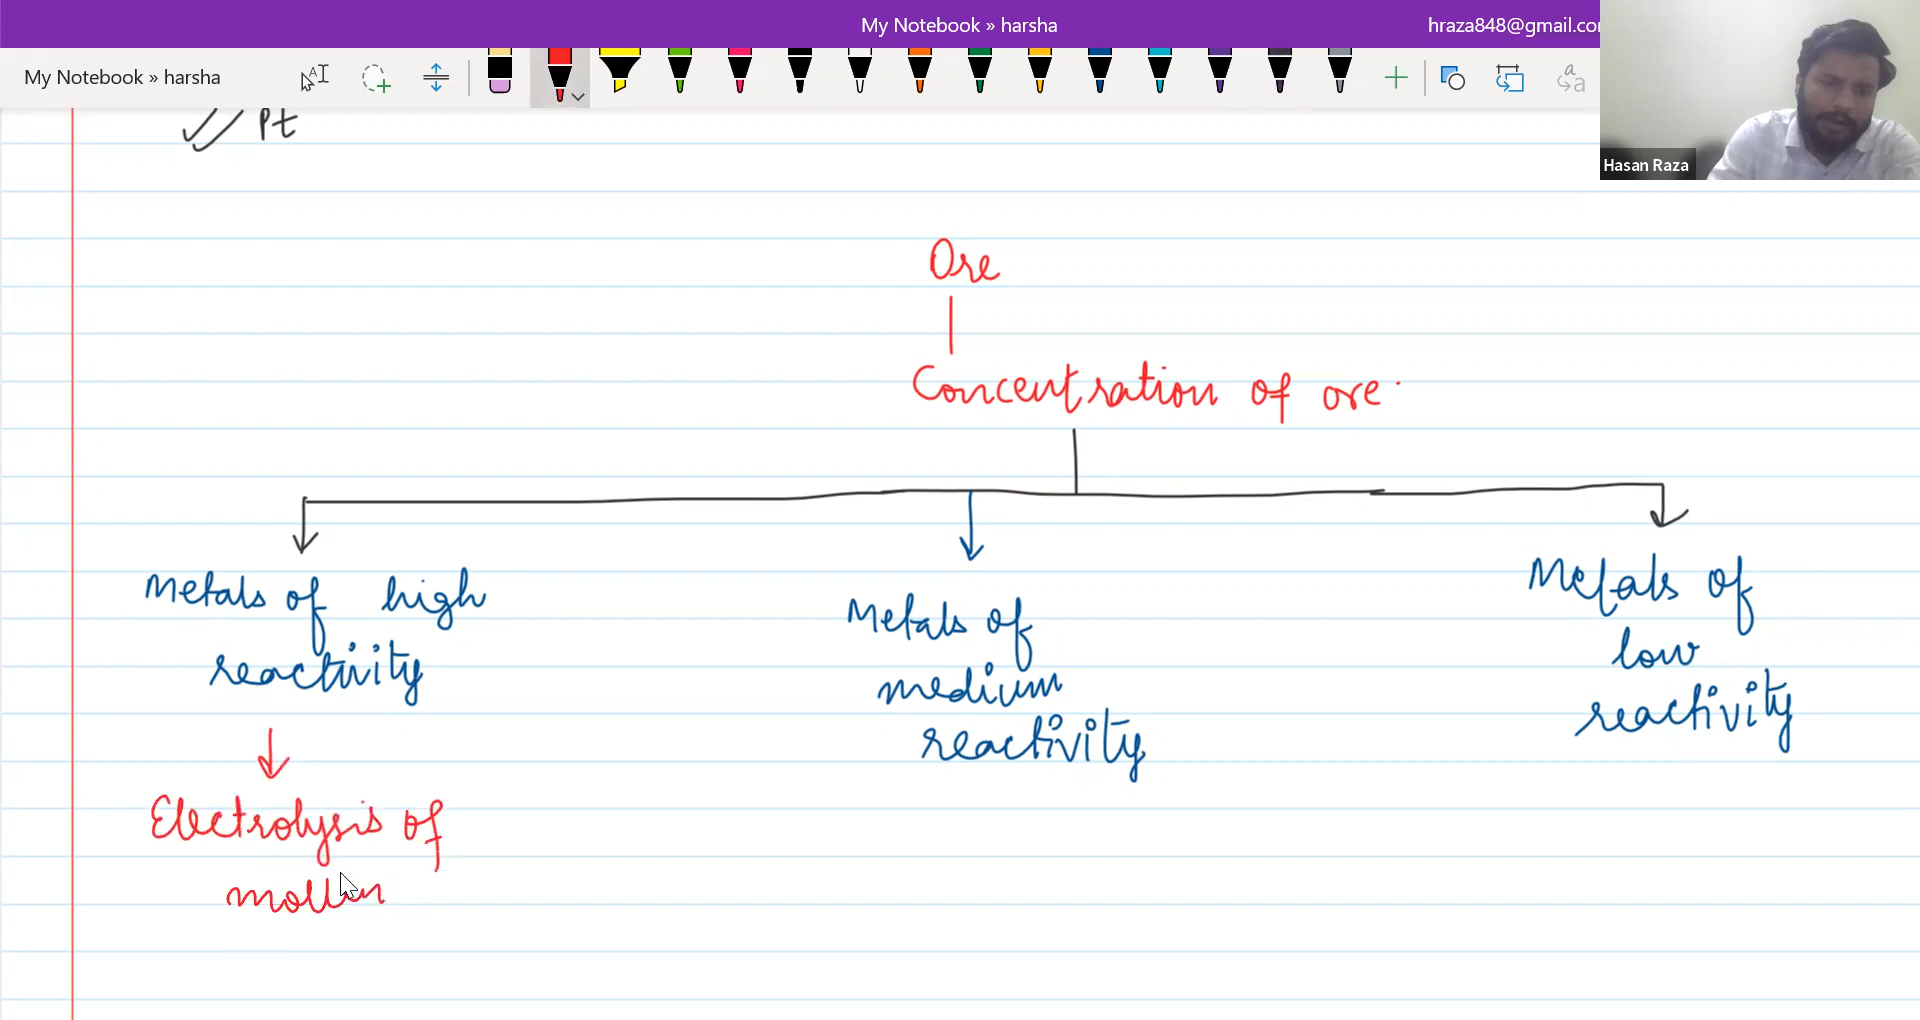 My Notebook » harsha
hraza848@gmail.co
My Notebook » harsha
Hasan Raza
Pt
Ore
Concentration of ore
Metals of high
reactivity
Metals of
medium
reactivity
Metals of
low
reactivity
Electrolysis of
molten